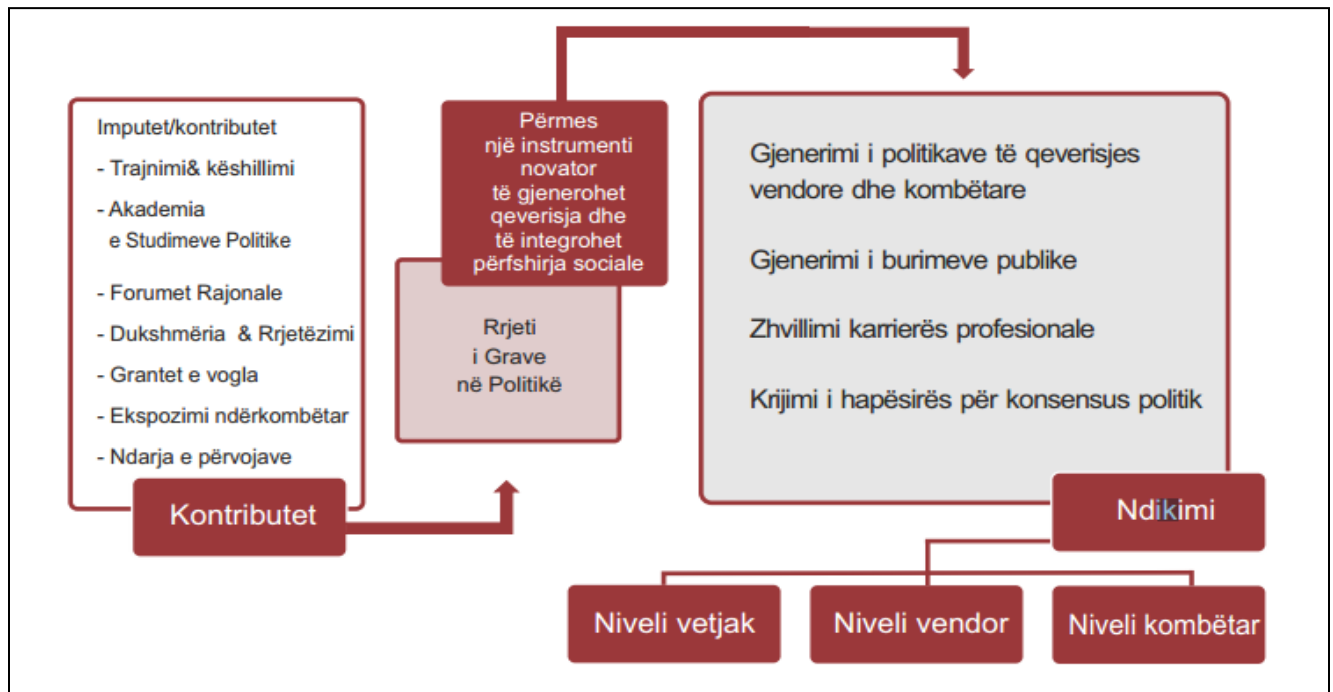 Imputet/kontributet
- Trajnimi& këshillimi
- Akademia
e Studimeve Politike
- Forumet Rajonale
- Dukshmëria & Rrjetëzimi
- Grantet e vogla
- Ekspozimi ndërkombëtar
- Ndarja e përvojave
Kontributet
Përmes
një instrumenti
novator
të gjenerohet
qeverisja dhe
të integrohet
përfshirja sociale
Rrjeti
i Grave
në Politikë
Gjenerimi i politikave të qeverisjes
vendore dhe kombëtare
Gjenerimi i burimeve publike
Zhvillimi karrierës profesionale
Krijimi i hapësirës për konsensus politik
Ndikimi
Niveli vetjak
Niveli vendor
Niveli kombëtar